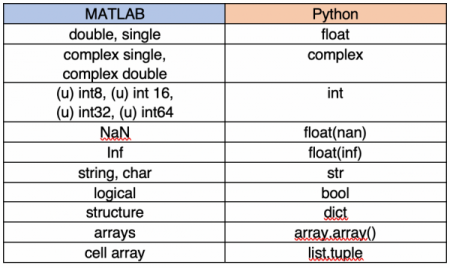 MATLAB Python
double, single float
complex single, complex
complex double
(u) int8, (u) int 16, int
(u) int32, (u) int64
NaN float(nan)
Inf float(inf)
string, char str
logical bool
structure dict
arrays array.array()
cell array list,tuple